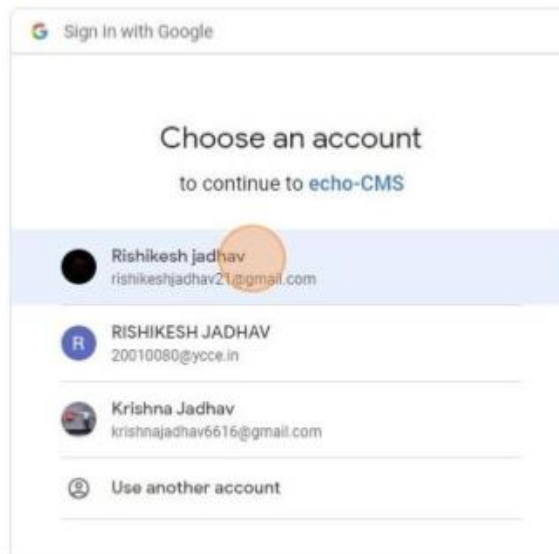 Sign in with Google
Choose an account
to continue to echo-CMS
Rishikesh jadhav
rishikeshjadhav21@gmail.com
R
RISHIKESH JADHAV
20010080@ycce.in
Krishna Jadhav
krishnajadhav6616@gmail.com
Use another account